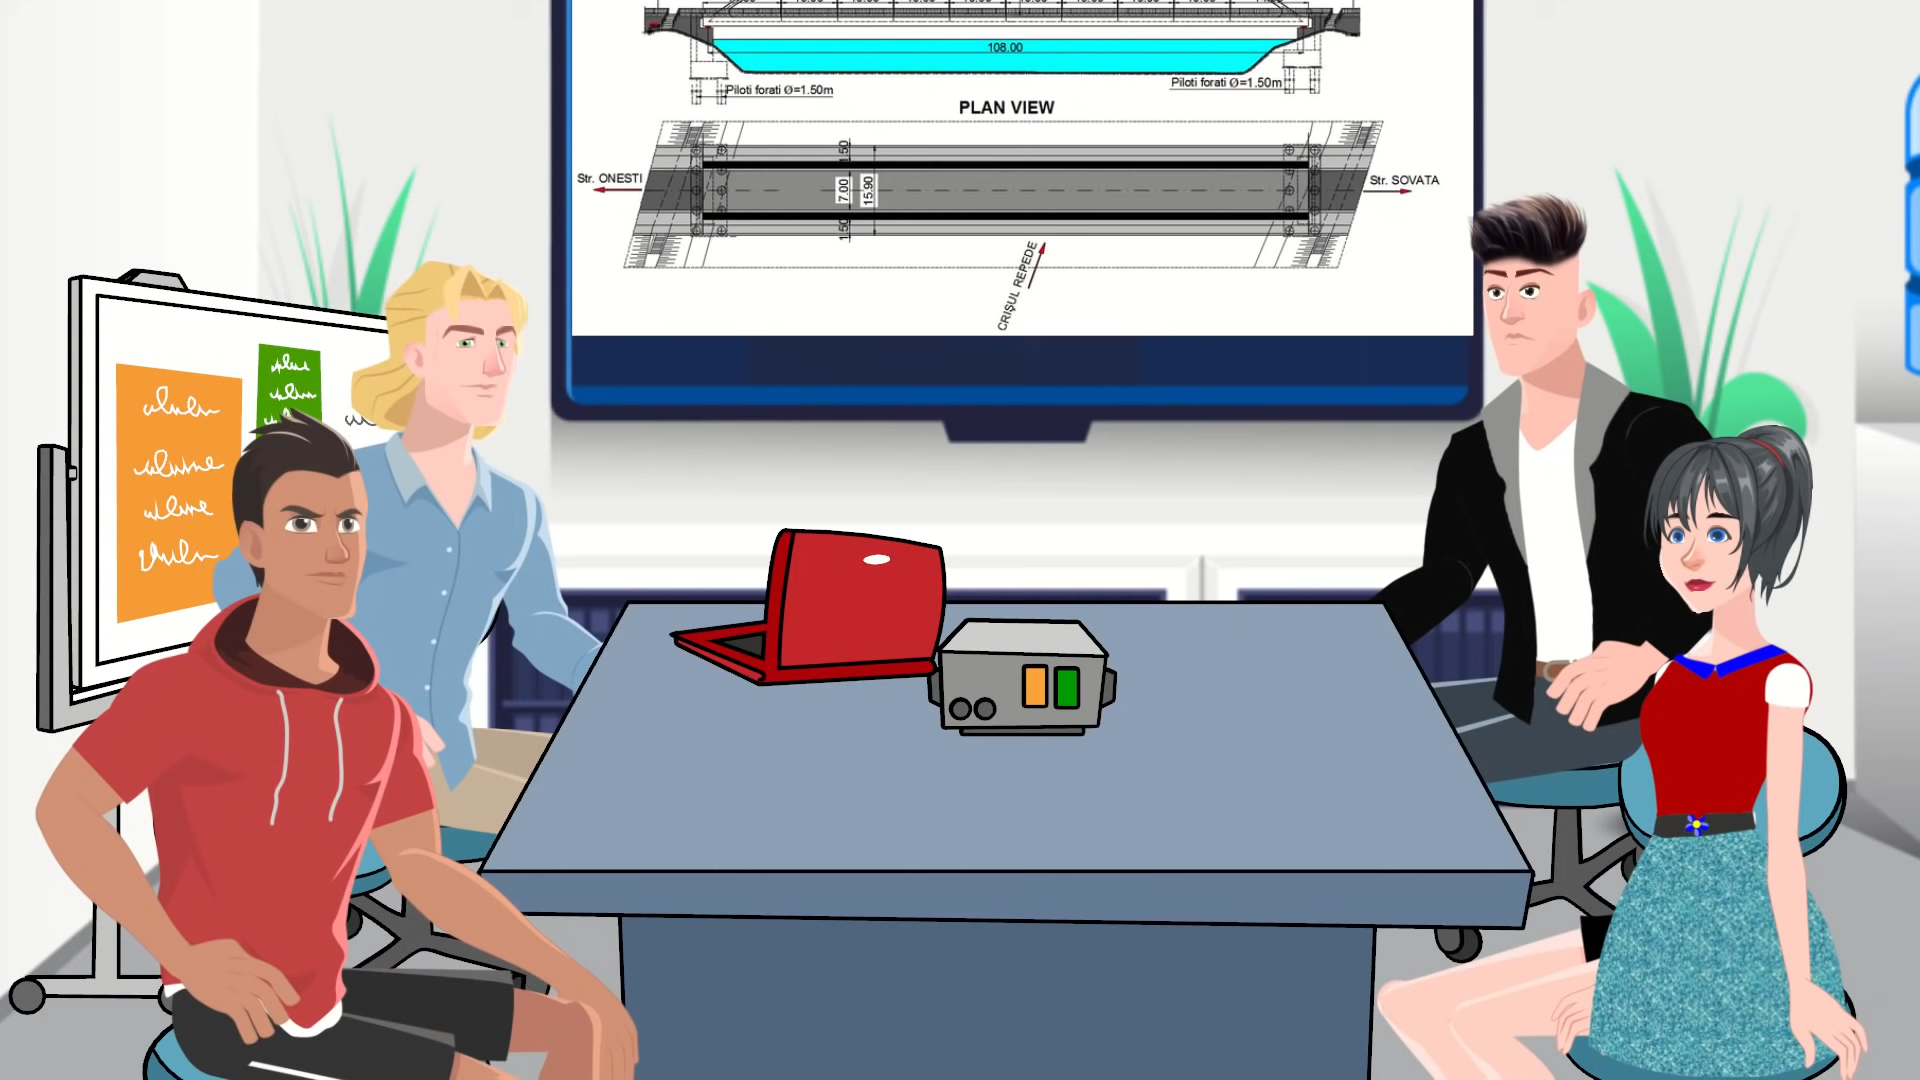 108.00
Piloti forati Ø=1.50m
Piloti forati Ø=1.50m
PLAN VIEW
Str. ONESTI
1.50
7.00
15.90
1.50
Str. SOVATA
CRIŞUL REPEDE